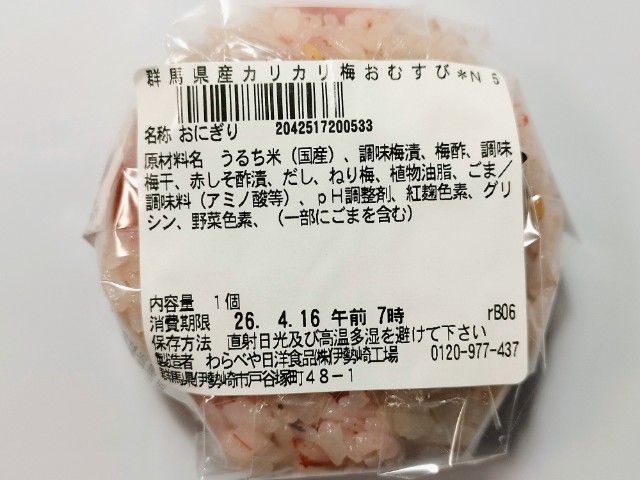 群馬県産カリカリ梅おむすび＊N 5
名称 おにぎり 2042517200533
原材料名 うるち米（国産）、調味梅漬、梅酢、調味
梅干、赤しそ酢漬、だし、ねり梅、植物油脂、ごま／
調味料（アミノ酸等）、ｐH調整剤、紅麹色素、グリ
シン、野菜色素、（一部にごまを含む）
内容量 1個
消費期限 26. 4.16 午前 7時 rB06
保存方法 直射日光及び高温多湿を避けて下さい
製造者 わらべや日洋食品㈱伊勢崎工場 0120-977-437
群馬県伊勢崎市戸谷塚町48-1